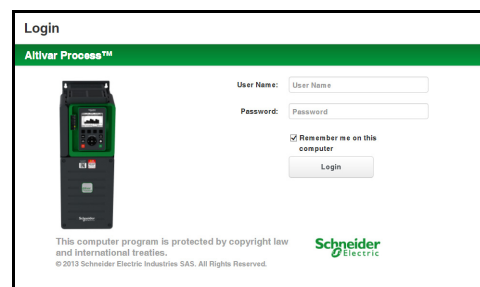 Login
Altivar Process™
User Name: User Name
Password: Password
Remember me on this
computer
Login
This computer program is protected by copyright law
and international treaties.
© 2013 Schneider Electric Industries SAS. All Rights Reserved.
Schneider
Electric